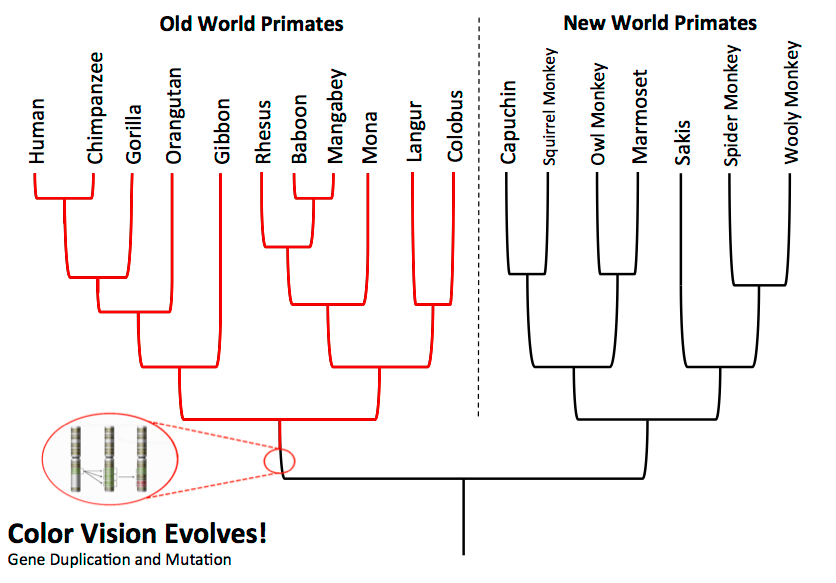 Old World Primates
New World Primates
Human
Chimpanzee
Gorilla
Orangutan
Gibbon
Rhesus
Baboon
Mangabey
Mona
Langur
Colobus
Capuchin
Squirrel Monkey
Owl Monkey
Marmoset
Sakis
Spider Monkey
Wooly Monkey
Color Vision Evolves!
Gene Duplication and Mutation